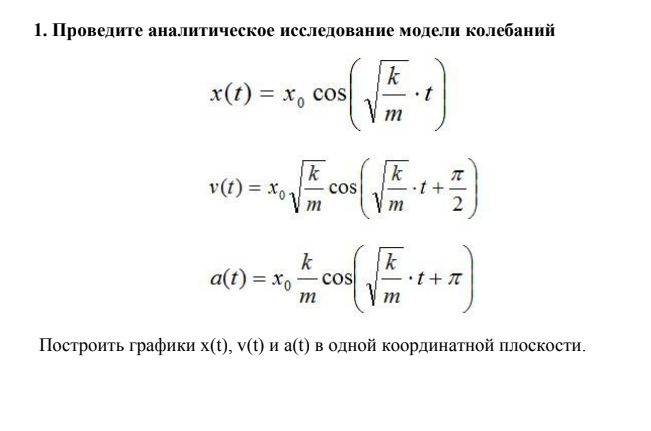 1. Проведите аналитическое исследование модели колебаний
x(t) = x₀ cos(√(k/m) · t)
v(t) = x₀√(k/m) cos(√(k/m) · t + π/2)
a(t) = x₀ k/m cos(√(k/m) · t + π)
Построить графики x(t), v(t) и a(t) в одной координатной плоскости.